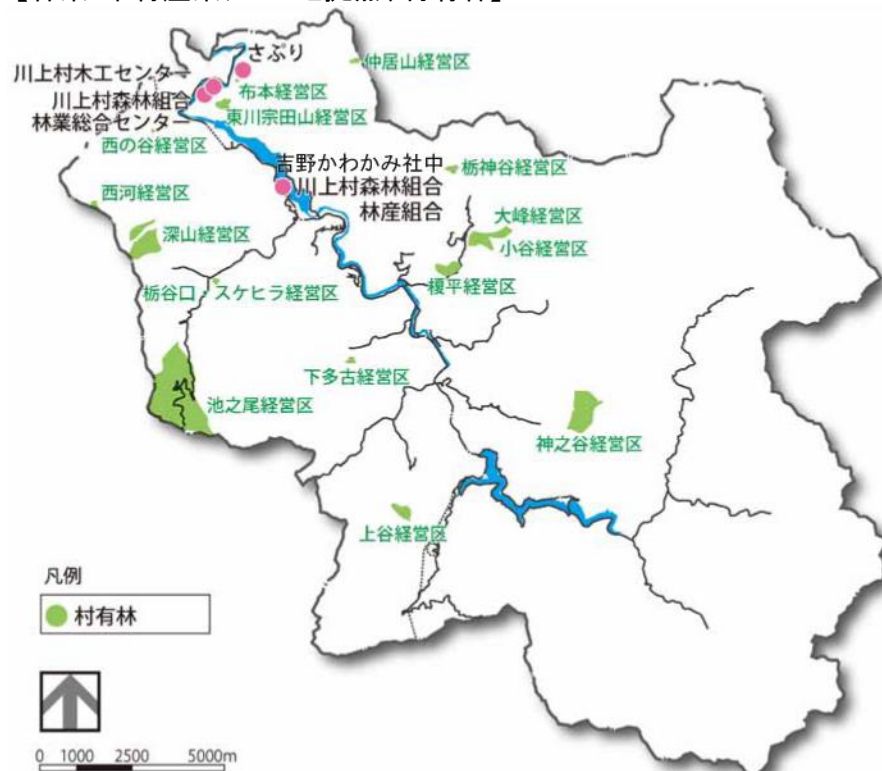 さぷり
仲居山経営区
川上村木工センター
布本経営区
川上村森林組合
林業総合センター
東川宗田山経営区
西の谷経営区
吉野かわかみ社中
川上村森林組合
林産組合
栃神谷経営区
西河経営区
大峰経営区
深山経営区
小谷経営区
榎平経営区
栃谷口・スケヒラ経営区
下多古経営区
池之尾経営区
神之谷経営区
上谷経営区
凡例
村有林
0 1000 2500 5000m